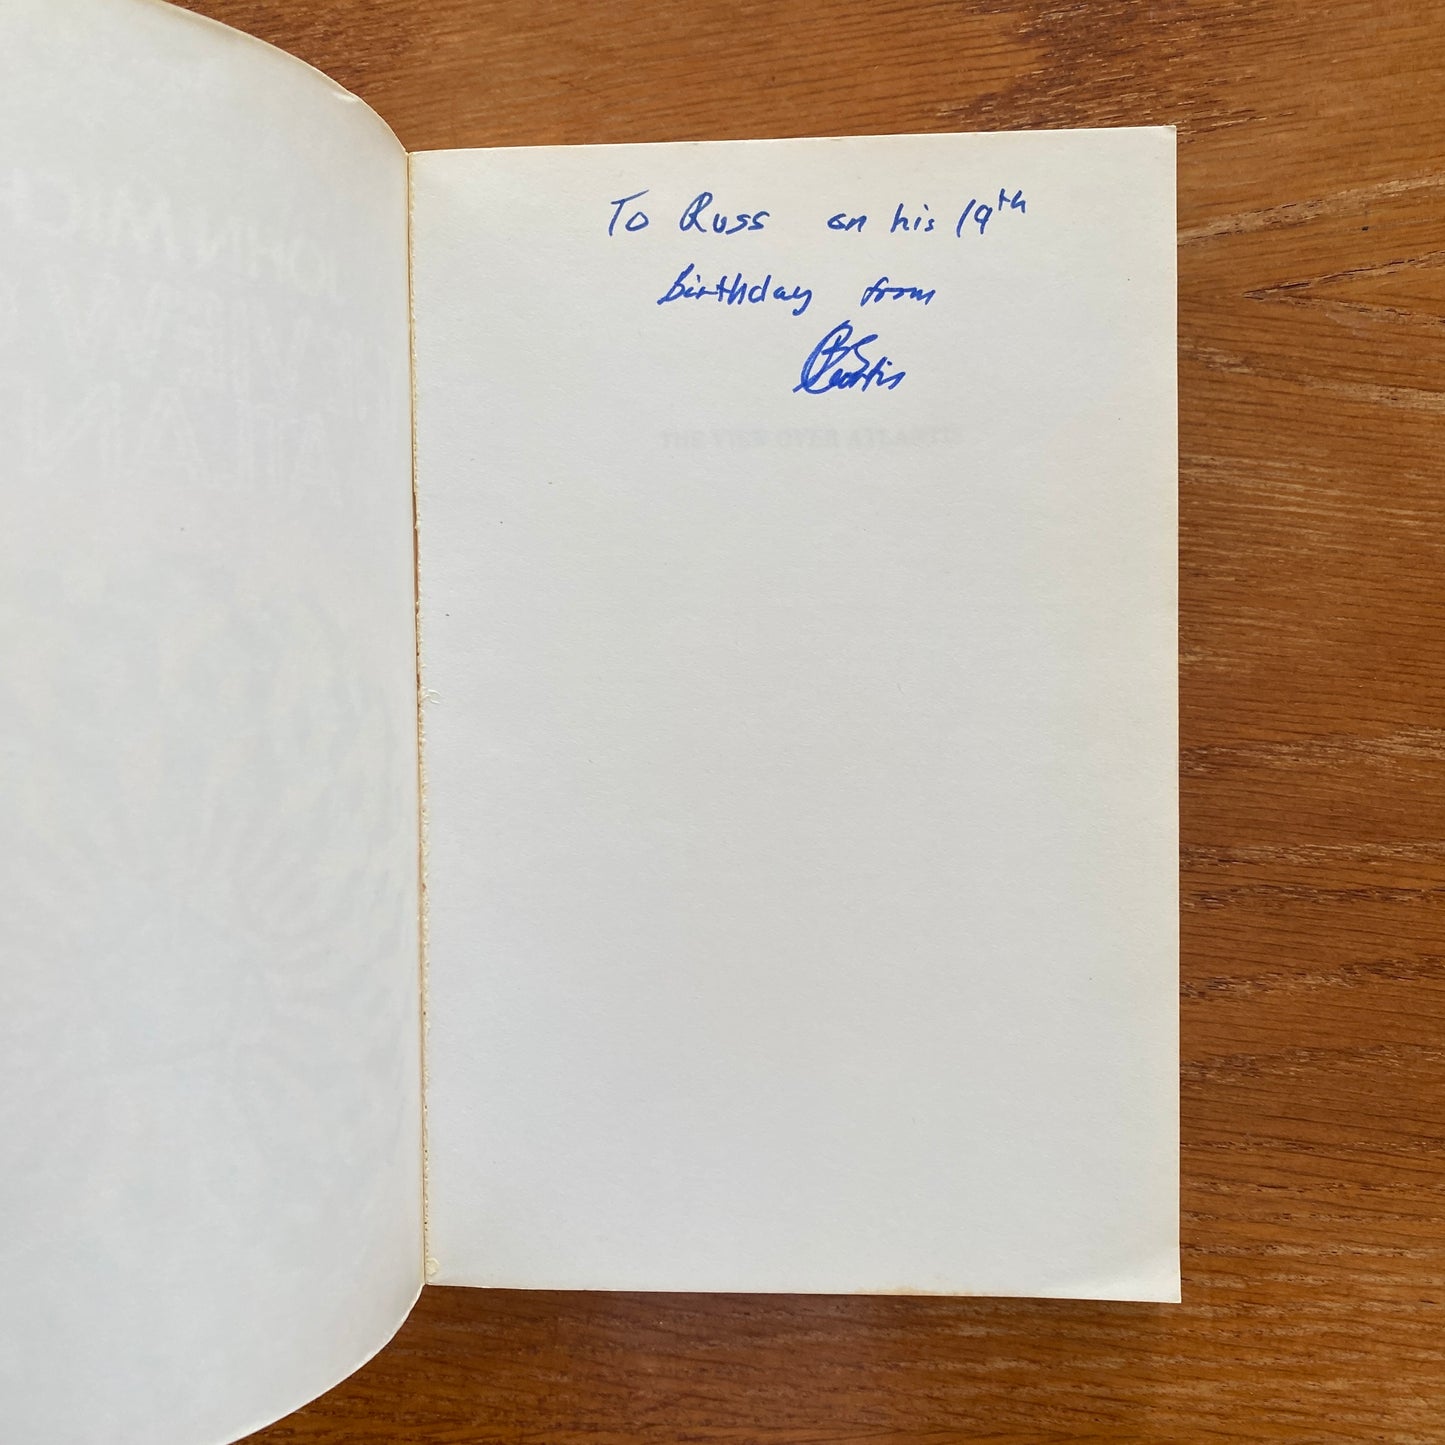 To Russ on his 19th
birthday from
THE VIEW OVER ATLANTIS